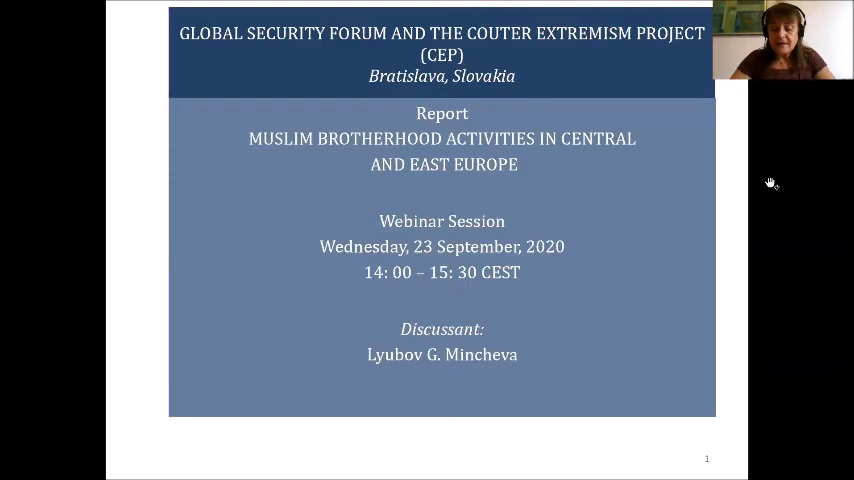 GLOBAL SECURITY FORUM AND THE COUTER EXTREMISM PROJECT
(CEP)
Bratislava, Slovakia
Report
MUSLIM BROTHERHOOD ACTIVITIES IN CENTRAL
AND EAST EUROPE
Webinar Session
Wednesday, 23 September, 2020
14: 00 – 15: 30 CEST
Discussant:
Lyubov G. Mincheva
1